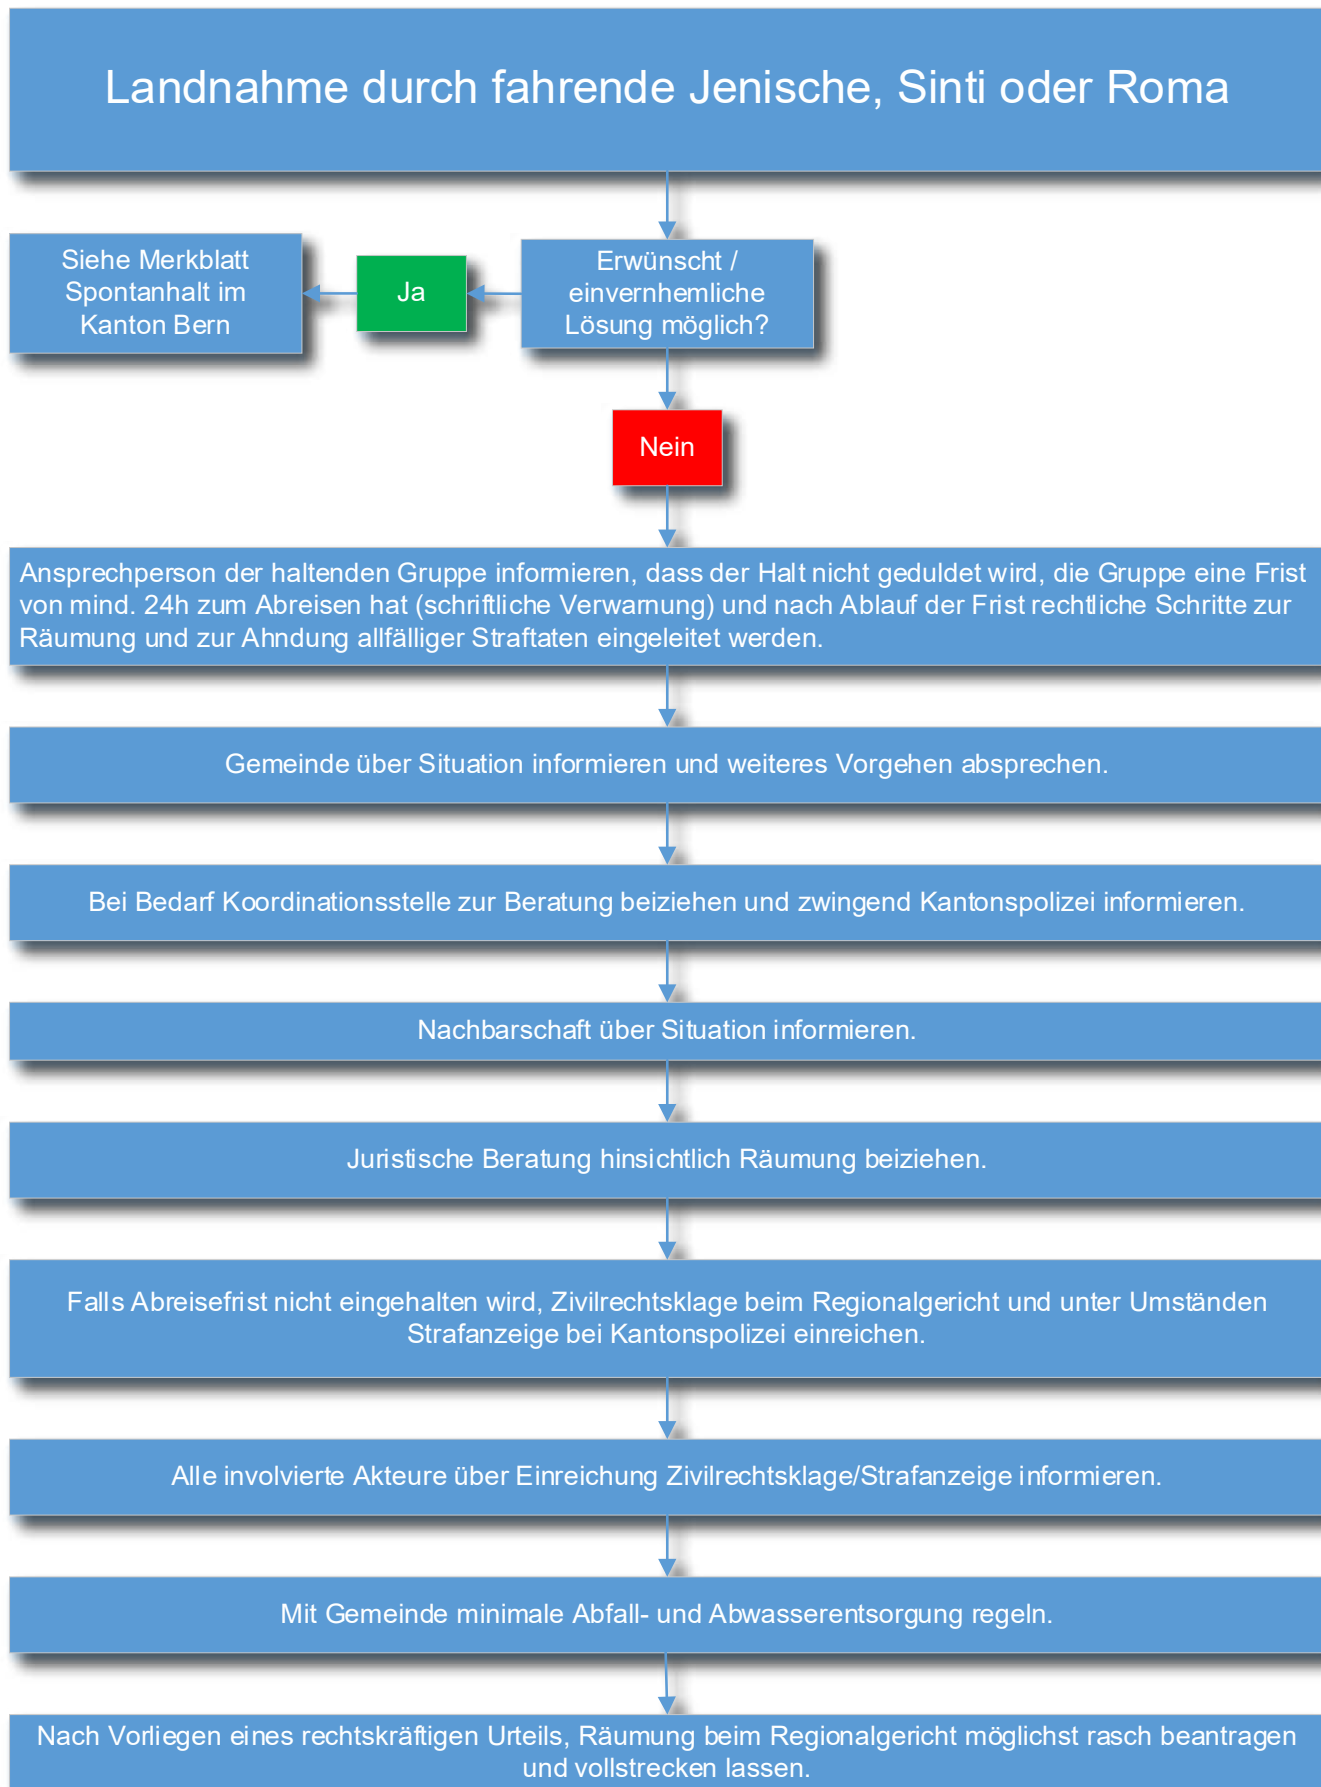 Landnahme durch fahrende Jenische, Sinti oder Roma
Siehe Merkblatt
Spontanhalt im
Kanton Bern
Ja
Erwünscht /
einvernhemliche
Lösung möglich?
Nein
Ansprechperson der haltenden Gruppe informieren, dass der Halt nicht geduldet wird, die Gruppe eine Frist
von mind. 24h zum Abreisen hat (schriftliche Verwarnung) und nach Ablauf der Frist rechtliche Schritte zur
Räumung und zur Ahndung allfälliger Straftaten eingeleitet werden.
Gemeinde über Situation informieren und weiteres Vorgehen absprechen.
Bei Bedarf Koordinationsstelle zur Beratung beiziehen und zwingend Kantonspolizei informieren.
Nachbarschaft über Situation informieren.
Juristische Beratung hinsichtlich Räumung beiziehen.
Falls Abreisefrist nicht eingehalten wird, Zivilrechtsklage beim Regionalgericht und unter Umständen
Strafanzeige bei Kantonspolizei einreichen.
Alle involvierte Akteure über Einreichung Zivilrechtsklage/Strafanzeige informieren.
Mit Gemeinde minimale Abfall- und Abwasserentsorgung regeln.
Nach Vorliegen eines rechtskräftigen Urteils, Räumung beim Regionalgericht möglichst rasch beantragen
und vollstrecken lassen.